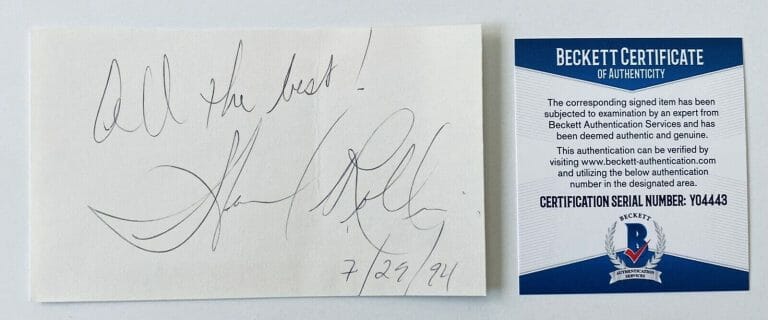 All the best!
7/29/94
BECKETT CERTIFICATE
OF AUTHENTICITY
The corresponding signed item has been
subjected to examination by an expert from
Beckett Authentication Services and has
been deemed authentic and genuine.
This authentication can be verified by
visiting www.beckett-authentication.com
and utilizing the below authentication
number in the designated area.
CERTIFICATION SERIAL NUMBER: Y04443
BECKETT
B
AUTHENTICATION
SERVICES